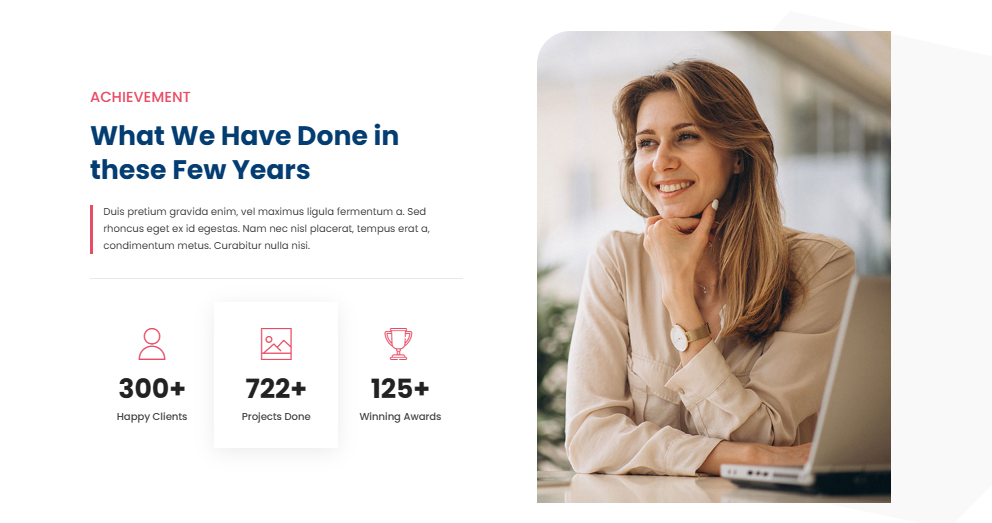 ACHIEVEMENT
What We Have Done in
these Few Years
Duis pretium gravida enim, vel maximus ligula fermentum a. Sed
rhoncus eget ex id egestas. Nam nec nisl placerat, tempus erat a,
condimentum metus. Curabitur nulla nisi.
300+
Happy Clients
722+
Projects Done
125+
Winning Awards